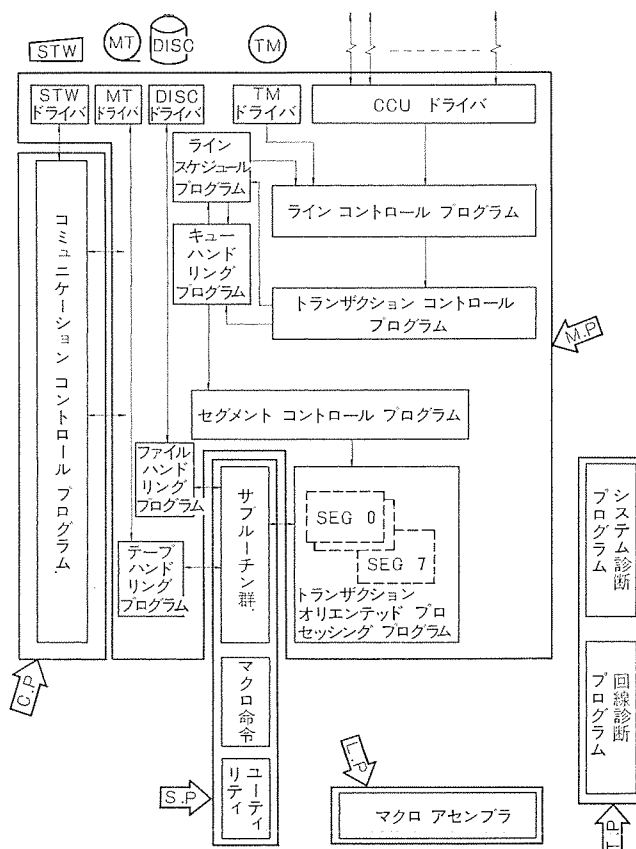 STW
MT
DISC
TM
STW
ドライバ
MT
ドライバ
DISC
ドライバ
TM
ドライバ
CCU ドライバ
ライン
スケジュール
プログラム
ライン コントロール プログラム
キュー
ハンド
リング
プログラム
トランザクション コントロール
プログラム
M.P
コミュニケーション コントロール プログラム
セグメント コントロール プログラム
ファイル
ハンド
リング
プログラム
サブルーチン群
SEG 0
SEG 7
トランザクション
オリエンテッド プロ
セッシング プログラム
テープ
ハンド
リング
プログラム
システム診断
プログラム
回線診断
プログラム
C.P
マクロ命令
L.P
S.P
ユーティ
リティ
マクロ アセンブラ
T.P